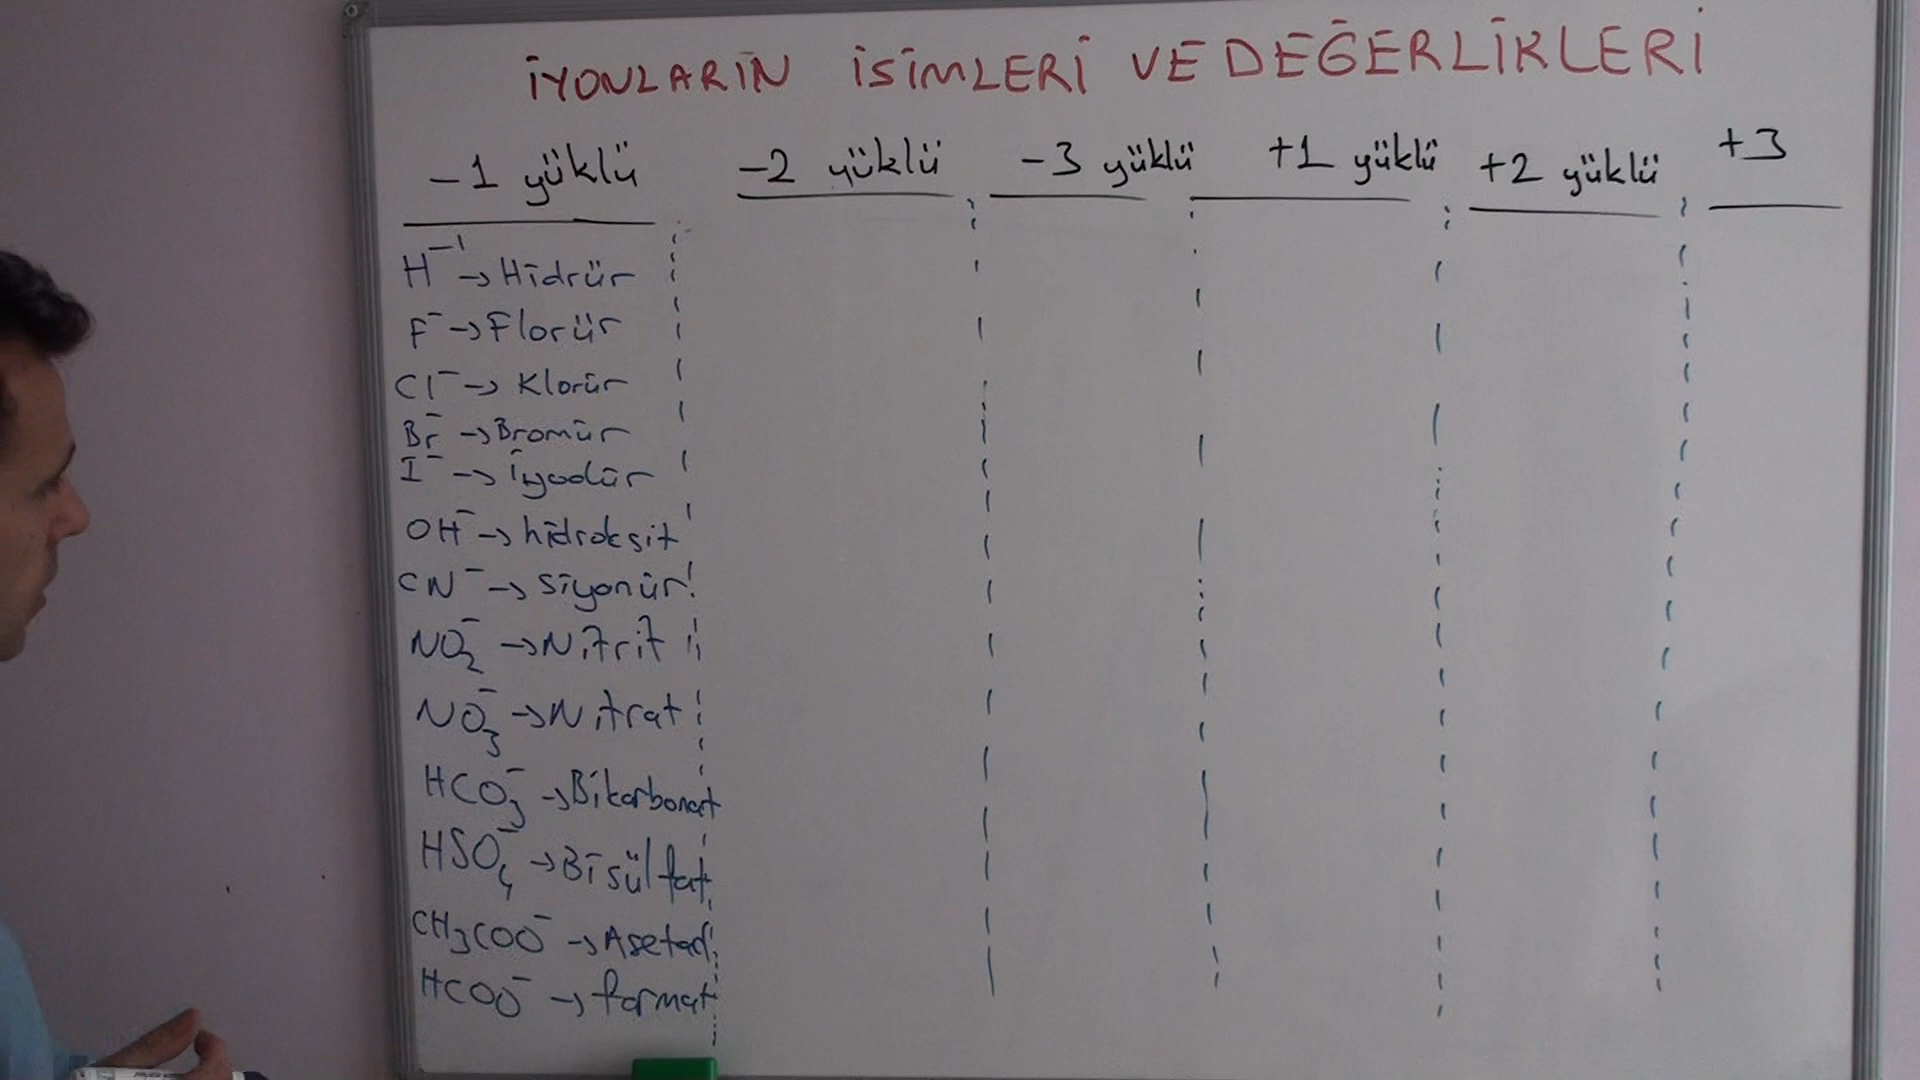 İYONLARIN İSİMLERİ VE DEĞERLİKLERİ
-1 yüklü -2 yüklü -3 yüklü +1 yüklü +2 yüklü +3
H⁻¹ → Hidrür
F⁻ → Florür
Cl⁻ → Klorür
Br⁻ → Bromür
I⁻ → İyodür
OH⁻ → hidroksit
CN⁻ → Siyonür
NO₂⁻ → Nitrit
NO₃⁻ → Nitrat
HCO₃⁻ → Bikarbonat
HSO₄⁻ → Bisülfat
CH₃COO⁻ → Asetat
HCOO⁻ → format